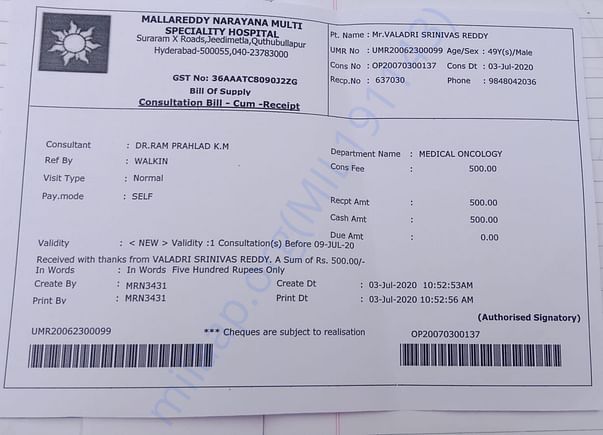 MALLAREDDY NARAYANA MULTI
SPECIALITY HOSPITAL
Suraram X Roads,Jeedimetla,Quthubullapur
Hyderabad-500055,040-23783000
GST No: 36AAATC8090J2ZG
Bill Of Supply
Consultation Bill - Cum -Receipt
Pt. Name : Mr.VALADRI SRINIVAS REDDY
UMR No : UMR20062300099 Age/Sex : 49Y(s)/Male
Cons No : OP20070300137 Cons Dt : 03-Jul-2020
Recp.No : 637030 Phone : 9848042036
Consultant : DR.RAM PRAHLAD K.M
Ref By : WALKIN
Visit Type : Normal
Pay.mode : SELF
Department Name : MEDICAL ONCOLOGY
Cons Fee : 500.00
Recpt Amt : 500.00
Cash Amt : 500.00
Due Amt : 0.00
Validity : < NEW > Validity :1 Consultation(s) Before 09-JUL-20
Received with thanks from VALADRI SRINIVAS REDDY, A Sum of Rs. 500.00/-
In Words : In Words Five Hundred Rupees Only
Create By : MRN3431 Create Dt : 03-Jul-2020 10:52:53AM
Print By : MRN3431 Print Dt : 03-Jul-2020 10:52:56 AM
(Authorised Signatory)
UMR20062300099 *** Cheques are subject to realisation OP20070300137